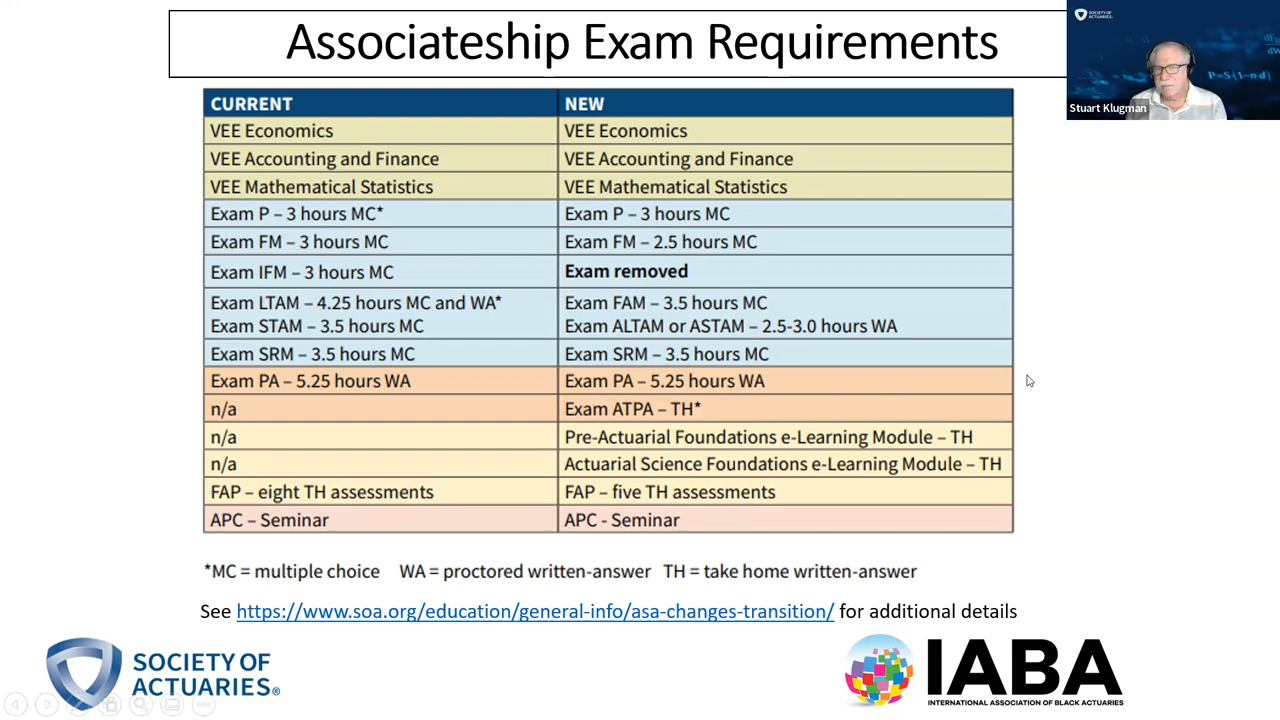 Associateship Exam Requirements
SOCIETY OF
ACTUARIES
P=S(1-n·d)
Stuart Klugman
CURRENT NEW
VEE Economics VEE Economics
VEE Accounting and Finance VEE Accounting and Finance
VEE Mathematical Statistics VEE Mathematical Statistics
Exam P – 3 hours MC* Exam P – 3 hours MC
Exam FM – 3 hours MC Exam FM – 2.5 hours MC
Exam IFM – 3 hours MC Exam removed
Exam LTAM – 4.25 hours MC and WA* Exam FAM – 3.5 hours MC
Exam STAM – 3.5 hours MC Exam ALTAM or ASTAM – 2.5-3.0 hours WA
Exam SRM – 3.5 hours MC Exam SRM – 3.5 hours MC
Exam PA – 5.25 hours WA Exam PA – 5.25 hours WA
n/a Exam ATPA – TH*
n/a Pre-Actuarial Foundations e-Learning Module – TH
n/a Actuarial Science Foundations e-Learning Module – TH
FAP – eight TH assessments FAP – five TH assessments
APC – Seminar APC - Seminar
*MC = multiple choice WA = proctored written-answer TH = take home written-answer
See https://www.soa.org/education/general-info/asa-changes-transition/ for additional details
SOCIETY OF
ACTUARIES®
IABA
INTERNATIONAL ASSOCIATION OF BLACK ACTUARIES